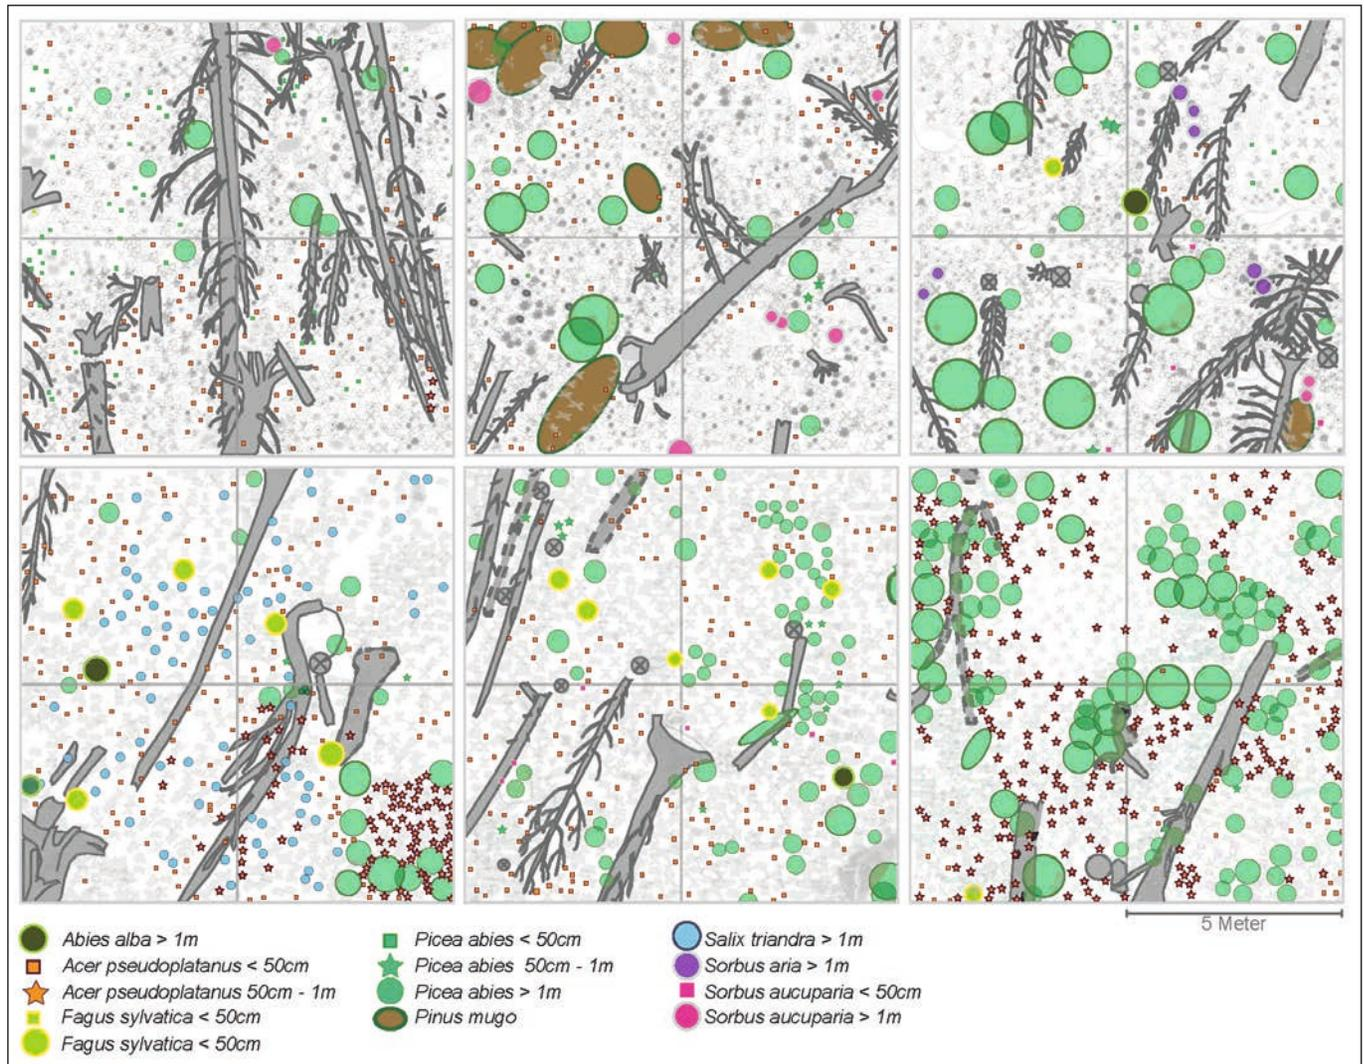 5 Meter
Abies alba > 1m
Acer pseudoplatanus < 50cm
Acer pseudoplatanus 50cm - 1m
Fagus sylvatica < 50cm
Fagus sylvatica < 50cm
Picea abies < 50cm
Picea abies 50cm - 1m
Picea abies > 1m
Pinus mugo
Salix triandra > 1m
Sorbus aria > 1m
Sorbus aucuparia < 50cm
Sorbus aucuparia > 1m